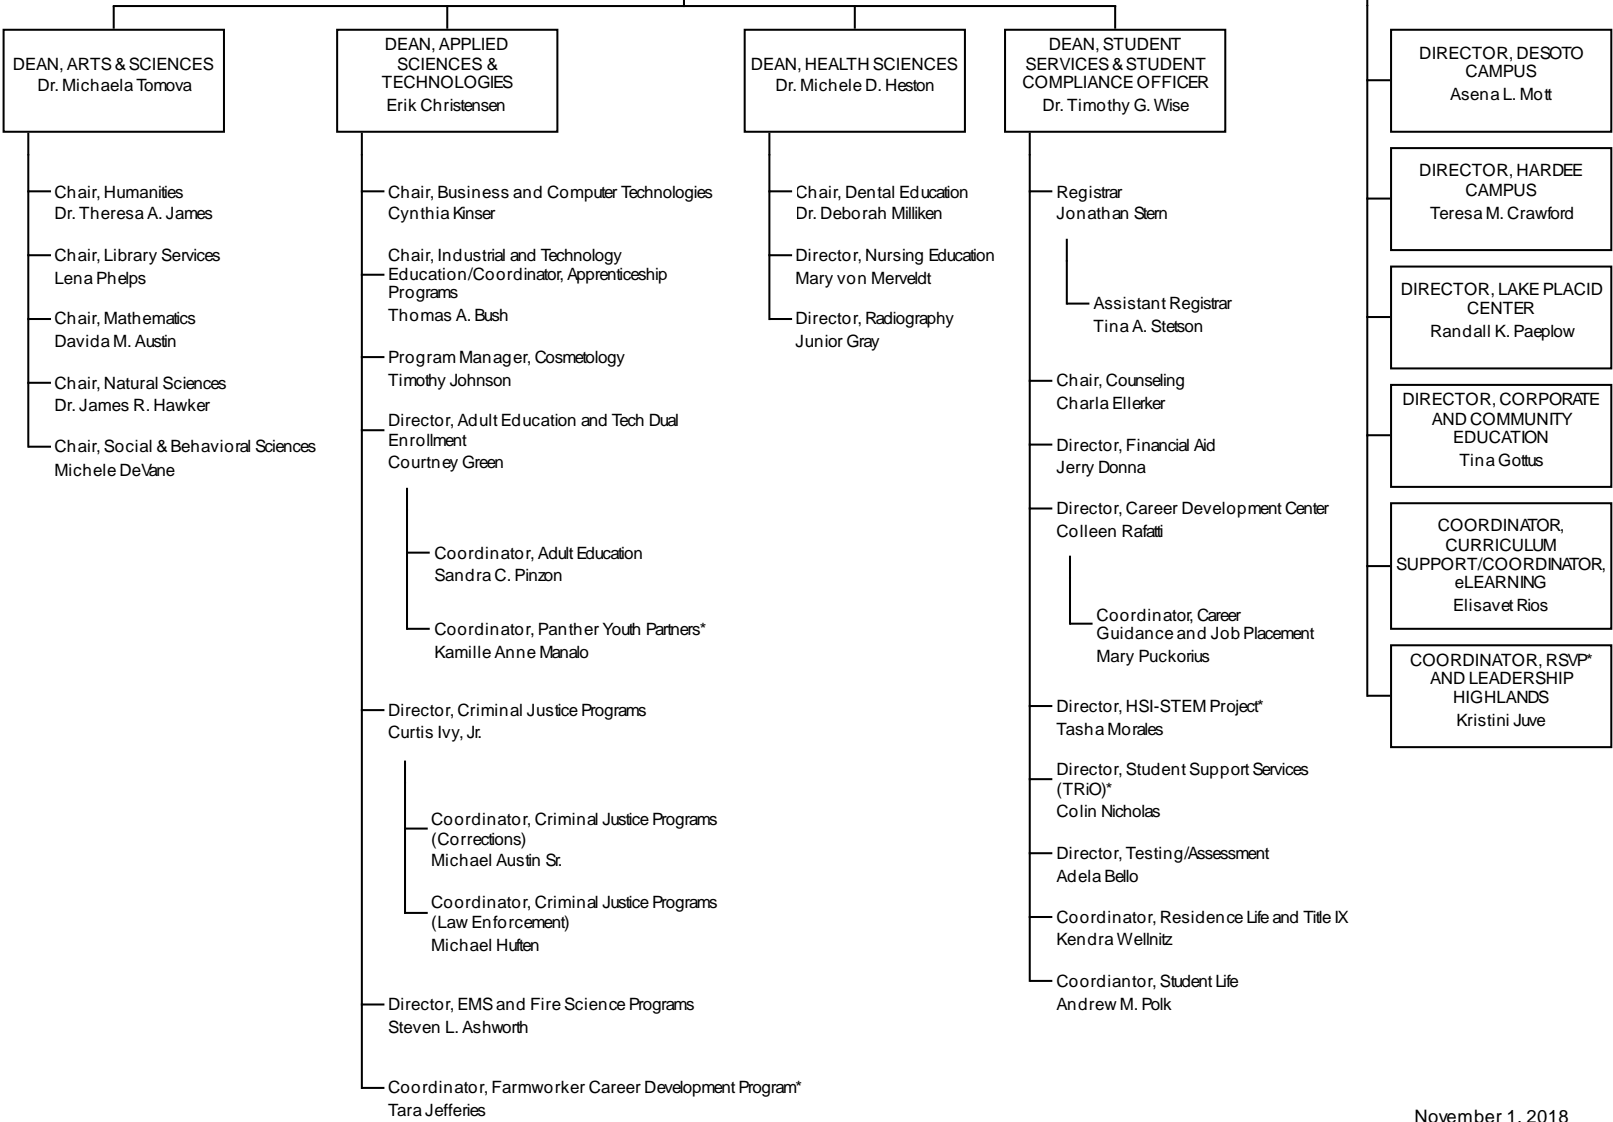 DEAN, ARTS & SCIENCES
Dr. Michaela Tomova
Chair, Humanities
Dr. Theresa A. James
Chair, Library Services
Lena Phelps
Chair, Mathematics
Davida M. Austin
Chair, Natural Sciences
Dr. James R. Hawker
Chair, Social & Behavioral Sciences
Michele DeVane
DEAN, APPLIED
SCIENCES &
TECHNOLOGIES
Erik Christensen
Chair, Business and Computer Technologies
Cynthia Kinser
Chair, Industrial and Technology
Education/Coordinator, Apprenticeship
Programs
Thomas A. Bush
Program Manager, Cosmetology
Timothy Johnson
Director, Adult Education and Tech Dual
Enrollment
Courtney Green
Coordinator, Adult Education
Sandra C. Pinzon
Coordinator, Panther Youth Partners*
Kamille Anne Manalo
Director, Criminal Justice Programs
Curtis Ivy, Jr.
Coordinator, Criminal Justice Programs
(Corrections)
Michael Austin Sr.
Coordinator, Criminal Justice Programs
(Law Enforcement)
Michael Huften
Director, EMS and Fire Science Programs
Steven L. Ashworth
Coordinator, Farmworker Career Development Program*
Tara Jefferies
DEAN, HEALTH SCIENCES
Dr. Michele D. Heston
Chair, Dental Education
Dr. Deborah Milliken
Director, Nursing Education
Mary von Merveldt
Director, Radiography
Junior Gray
DEAN, STUDENT
SERVICES & STUDENT
COMPLIANCE OFFICER
Dr. Timothy G. Wise
Registrar
Jonathan Stern
Assistant Registrar
Tina A. Stetson
Chair, Counseling
Charla Ellerker
Director, Financial Aid
Jerry Donna
Director, Career Development Center
Colleen Rafatti
Coordinator, Career
Guidance and Job Placement
Mary Puckorius
Director, HSI-STEM Project*
Tasha Morales
Director, Student Support Services
(TRiO)*
Colin Nicholas
Director, Testing/Assessment
Adela Bello
Coordinator, Residence Life and Title IX
Kendra Wellnitz
Coordiantor, Student Life
Andrew M. Polk
DIRECTOR, DESOTO
CAMPUS
Asena L. Mott
DIRECTOR, HARDEE
CAMPUS
Teresa M. Crawford
DIRECTOR, LAKE PLACID
CENTER
Randall K. Paeplow
DIRECTOR, CORPORATE
AND COMMUNITY
EDUCATION
Tina Gottus
COORDINATOR,
CURRICULUM
SUPPORT/COORDINATOR,
eLEARNING
Elisavet Rios
COORDINATOR, RSVP*
AND LEADERSHIP
HIGHLANDS
Kristini Juve
November 1, 2018